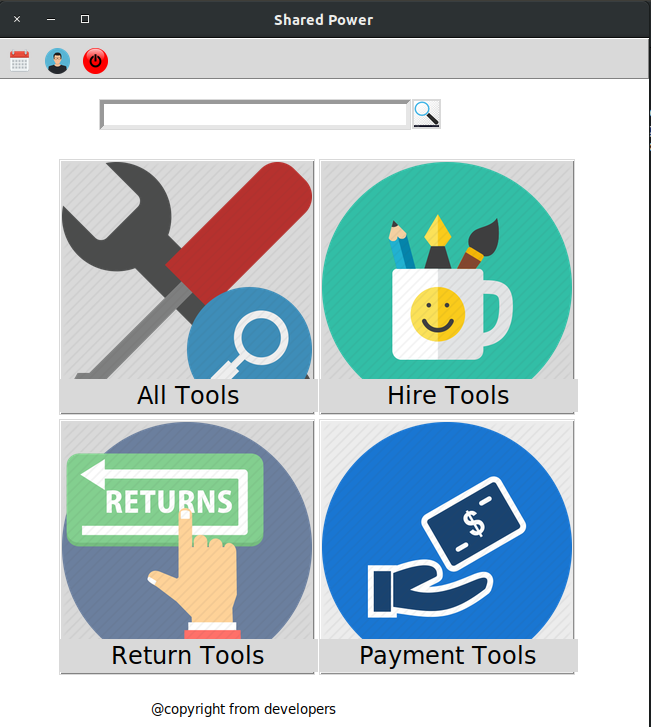 Shared Power
All Tools
Hire Tools
RETURNS
$
Return Tools
Payment Tools
@copyright from developers